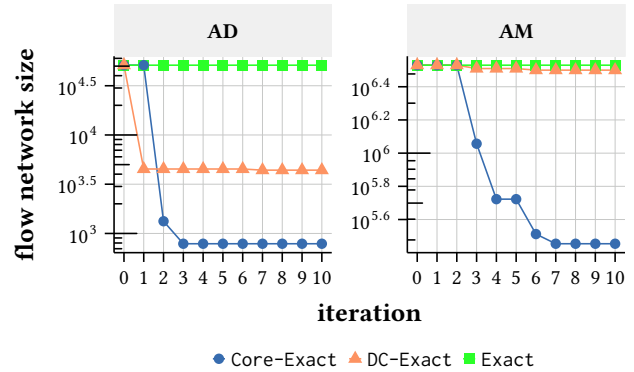 AD AM
flow network size
10^4.5
10^4
10^3.5
10^3
10^6.4
10^6.2
10^6
10^5.8
10^5.6
0 1 2 3 4 5 6 7 8 9 10
0 1 2 3 4 5 6 7 8 9 10
iteration
Core-Exact DC-Exact Exact